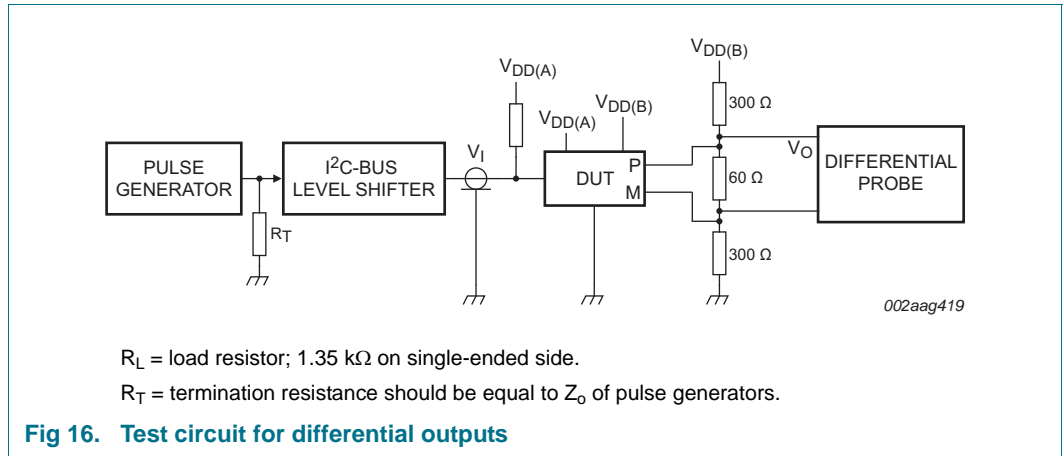 VDD(B)
VDD(A)
300 Ω
VDD(B)
VDD(A)
VI
VO
PULSE
GENERATOR
I²C-BUS
LEVEL SHIFTER
P
DUT
M
60 Ω
DIFFERENTIAL
PROBE
RT
300 Ω
002aag419
RL = load resistor; 1.35 kΩ on single-ended side.
RT = termination resistance should be equal to Zo of pulse generators.
Fig 16. Test circuit for differential outputs